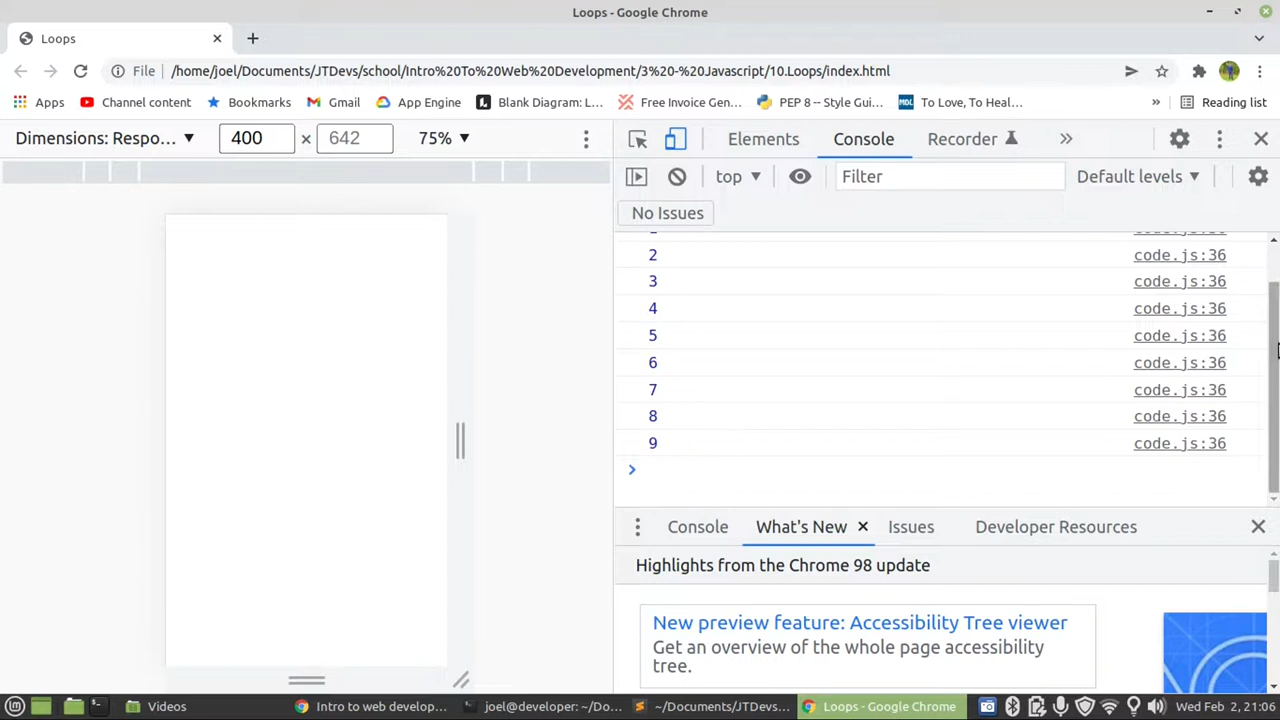 Loops - Google Chrome
Loops
File /home/joel/Documents/JTDevs/school/Intro%20To%20Web%20Development/3%20-%20Javascript/10.Loops/index.html
Apps Channel content Bookmarks Gmail App Engine Blank Diagram: L... Free Invoice Gen... PEP 8 -- Style Gui... To Love, To Heal... » Reading list
Dimensions: Respo... 400 × 642 75%
Elements Console Recorder »
top Filter Default levels
No Issues
code.js:36
2 code.js:36
3 code.js:36
4 code.js:36
5 code.js:36
6 code.js:36
7 code.js:36
8 code.js:36
9 code.js:36
>
Console What's New Issues Developer Resources
Highlights from the Chrome 98 update
New preview feature: Accessibility Tree viewer
Get an overview of the whole page accessibility
tree.
Videos Intro to web develop... joel@developer: ~/Do... ~/Documents/JTDevs... Loops - Google Chrome Wed Feb 2, 21:06